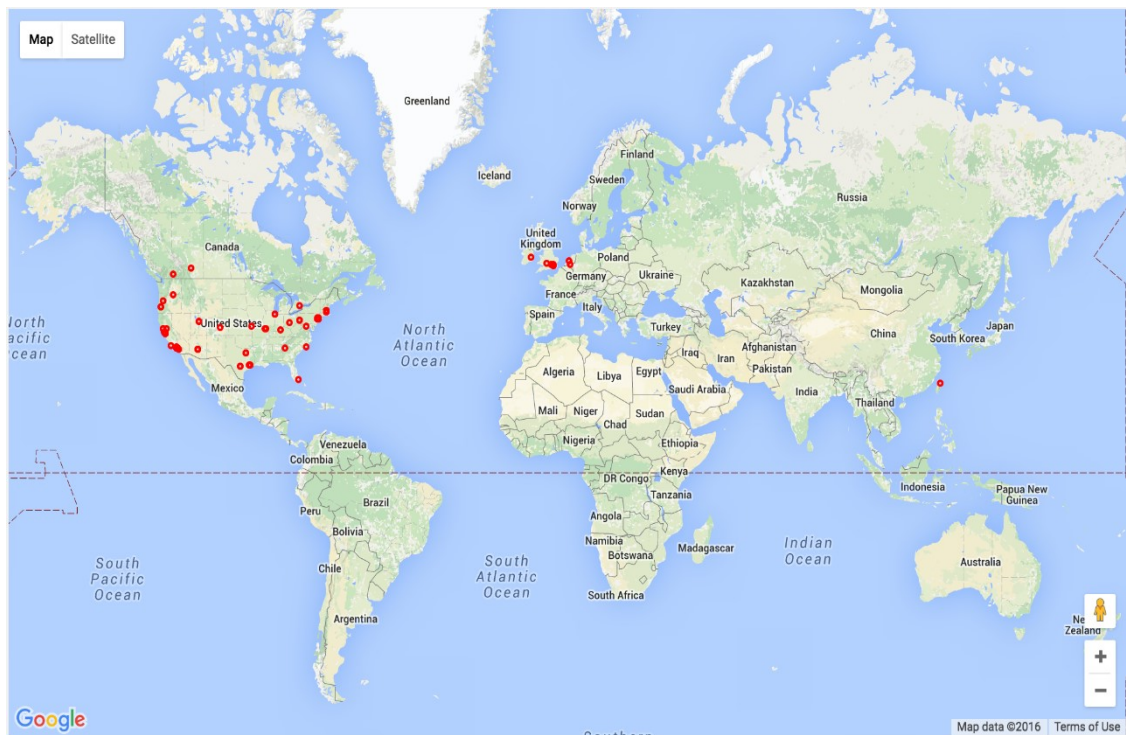 Map Satellite
Greenland
Iceland
Finland
Sweden
Norway
Russia
Canada
United
Kingdom
Poland
Germany
Ukraine
Kazakhstan
Mongolia
France
Italy
Spain
Turkey
United States
North
Atlantic
Ocean
China
South Korea
Japan
Afghanistan
Iraq
Iran
Pakistan
Algeria
Libya
Egypt
Saudi Arabia
India
Thailand
Mexico
Mali
Niger
Chad
Sudan
Nigeria
Ethiopia
Venezuela
Colombia
DR Congo
Kenya
Tanzania
Indonesia
Papua New
Guinea
Brazil
Peru
Bolivia
Angola
Namibia
Botswana
Madagascar
Indian
Ocean
South
Pacific
Ocean
Chile
South
Atlantic
Ocean
South Africa
Australia
Argentina
Zealand
Google
Map data ©2016 Terms of Use